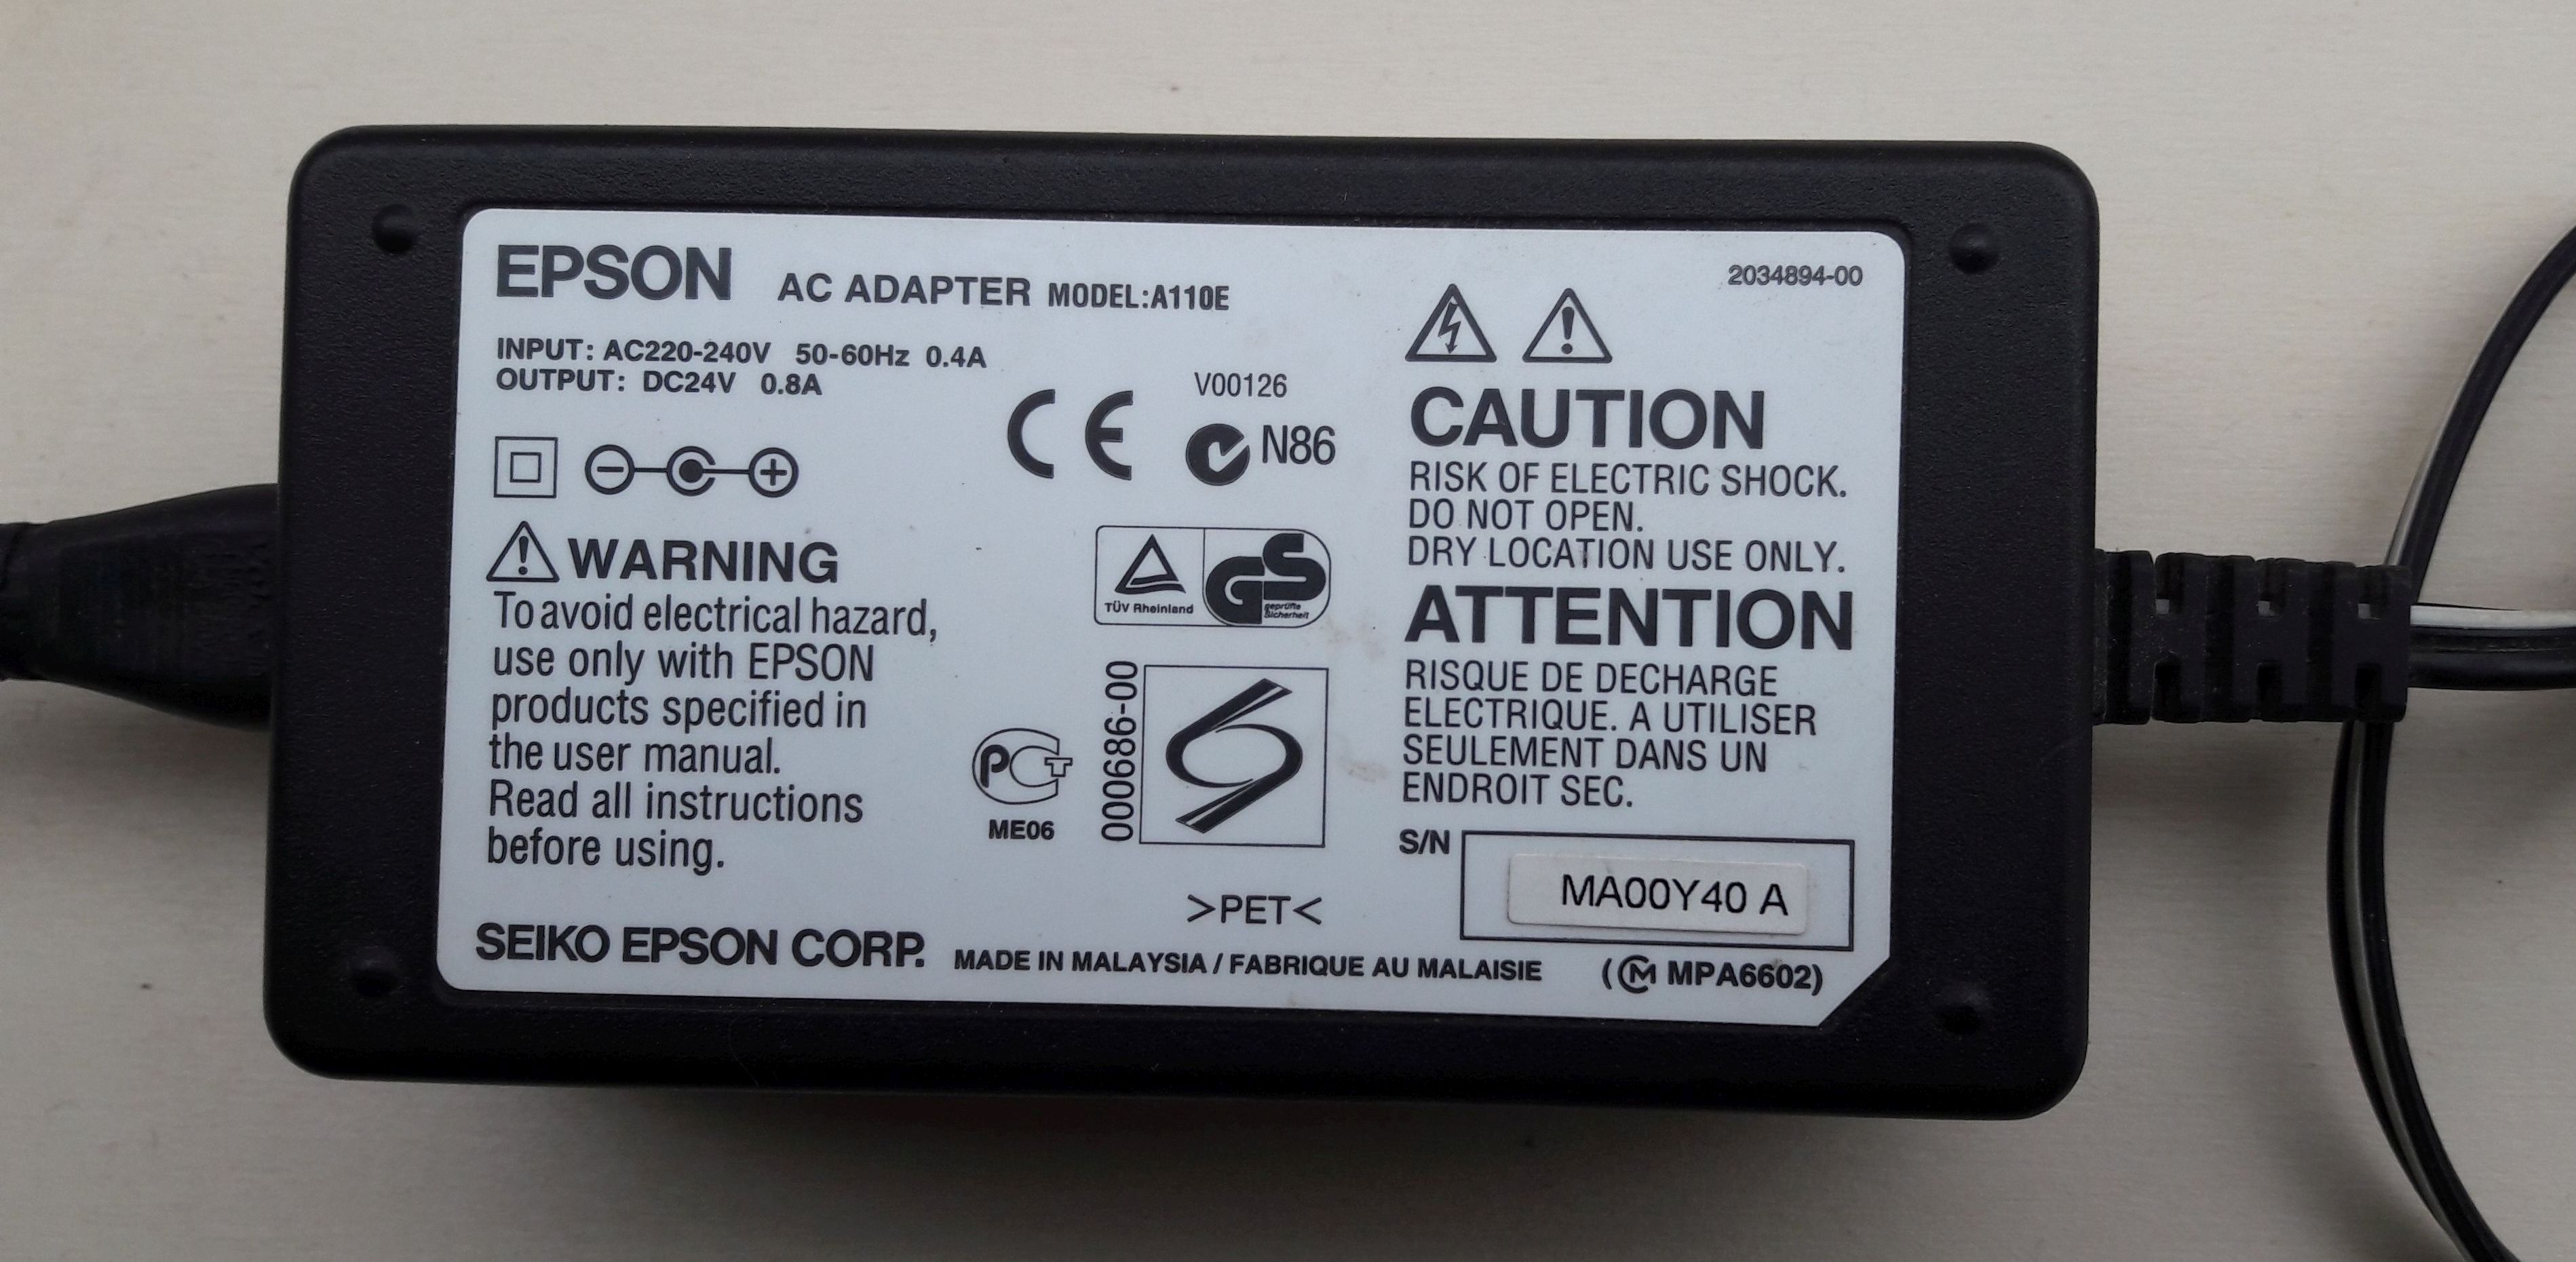 EPSON AC ADAPTER MODEL:A110E
INPUT: AC220-240V 50-60Hz 0.4A
OUTPUT: DC24V 0.8A
WARNING
To avoid electrical hazard,
use only with EPSON
products specified in
the user manual.
Read all instructions
before using.
CE
V00126
N86
TÜV Rheinland
GS
geprüfte
Sicherheit
PCT
ME06
0000686-00
>PET<
2034894-00
CAUTION
RISK OF ELECTRIC SHOCK.
DO NOT OPEN.
DRY LOCATION USE ONLY.
ATTENTION
RISQUE DE DECHARGE
ELECTRIQUE. A UTILISER
SEULEMENT DANS UN
ENDROIT SEC.
S/N
MA00Y40 A
SEIKO EPSON CORP. MADE IN MALAYSIA / FABRIQUE AU MALAISIE (CM MPA6602)